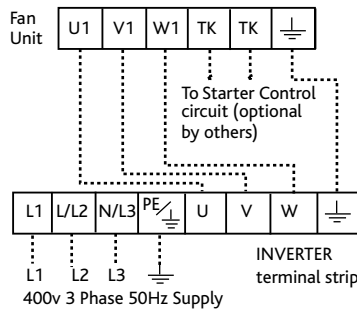 Fan
Unit
U1 V1 W1 TK TK
To Starter Control
circuit (optional
by others)
L1 L/L2 N/L3 PE/ U V W
INVERTER
terminal strip
L1 L2 L3
400v 3 Phase 50Hz Supply